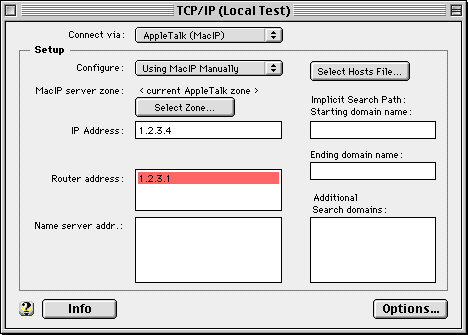 TCP/IP (Local Test)
Connect via: AppleTalk (MacIP)
Setup
Configure: Using MacIP Manually
Select Hosts File...
MacIP server zone: < current AppleTalk zone >
Select Zone...
Implicit Search Path:
Starting domain name:
IP Address: 1.2.3.4
Ending domain name:
Router address: 1.2.3.1
Additional
Search domains:
Name server addr.:
?
Info
Options...